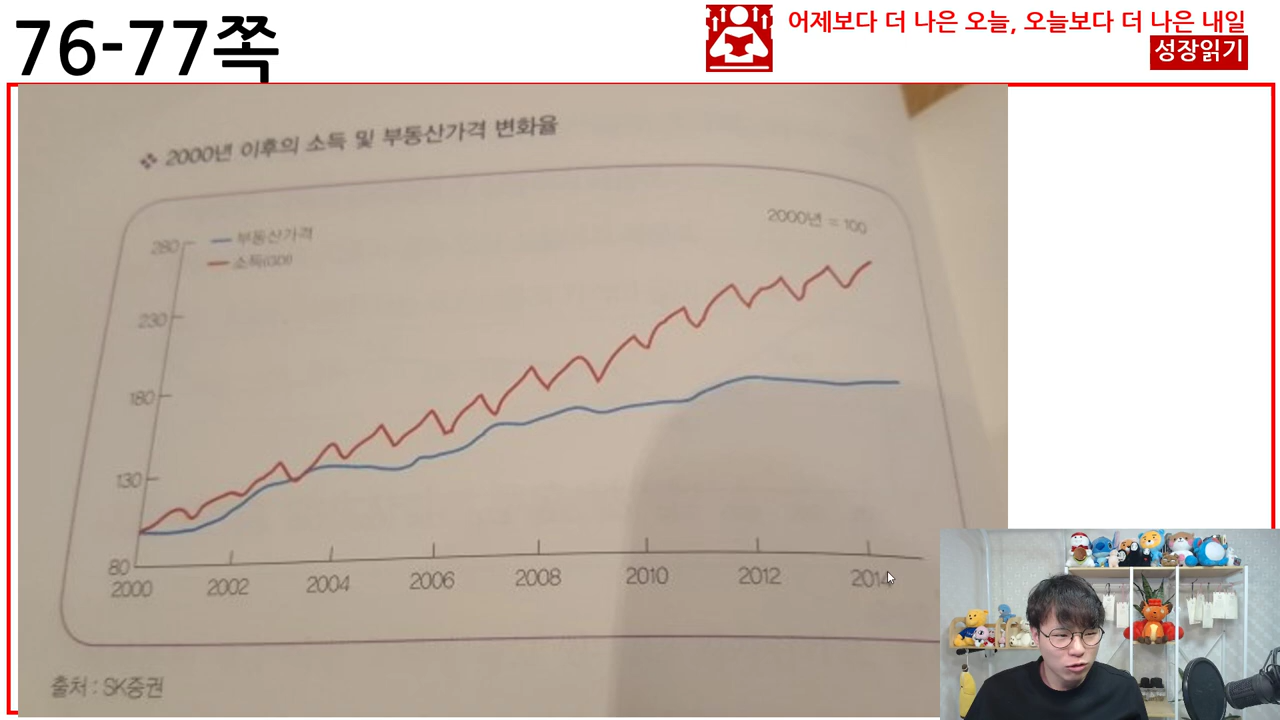 76-77쪽
어제보다 더 나은 오늘, 오늘보다 더 나은 내일
성장읽기
❖ 2000년 이후의 소득 및 부동산가격 변화율
2000년 = 100
부동산가격
소득(GDI)
280
230
180
130
80
2000 2002 2004 2006 2008 2010 2012 2014
출처 : SK증권